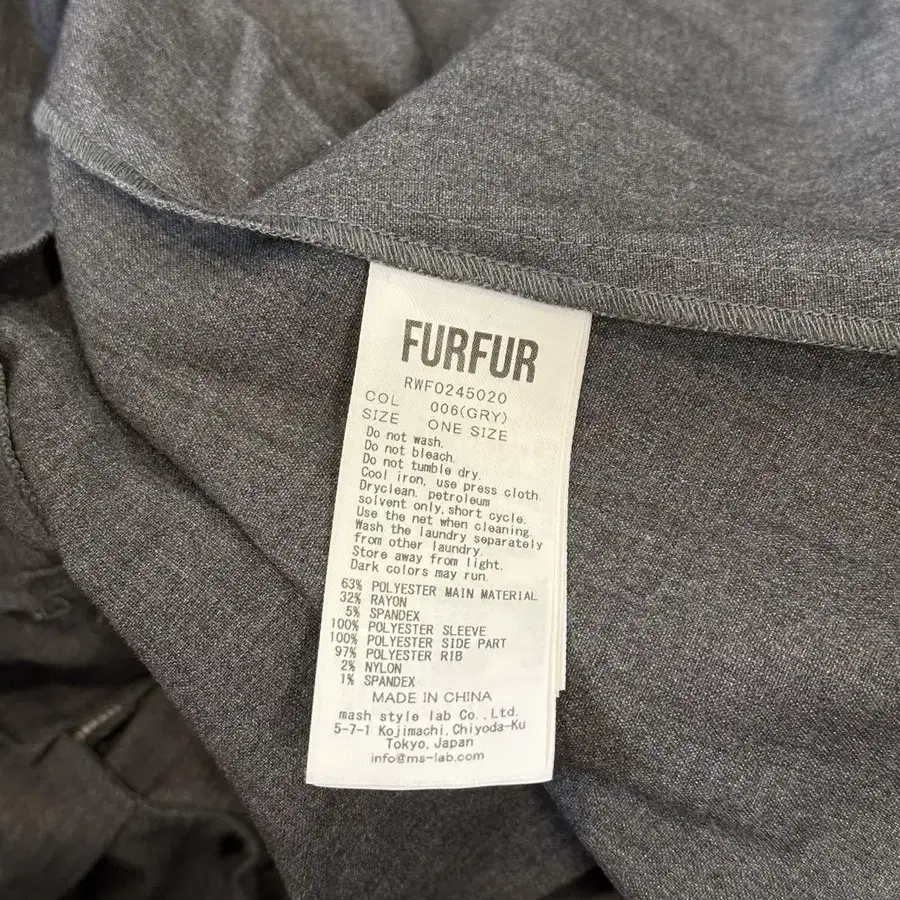 FURFUR
RWF0245020
COL 006(GRY)
SIZE ONE SIZE
Do not wash.
Do not bleach.
Do not tumble dry.
Cool iron, use press cloth.
Dryclean, petroleum
solvent only, short cycle.
Use the net when cleaning.
Wash the laundry separately
from other laundry.
Store away from light.
Dark colors may run.
63% POLYESTER MAIN MATERIAL
32% RAYON
5% SPANDEX
100% POLYESTER SLEEVE
100% POLYESTER SIDE PART
97% POLYESTER RIB
2% NYLON
1% SPANDEX
MADE IN CHINA
mash style lab Co.,Ltd.
5-7-1 Kojimachi, Chiyoda-Ku
Tokyo, Japan
info@ms-lab.com